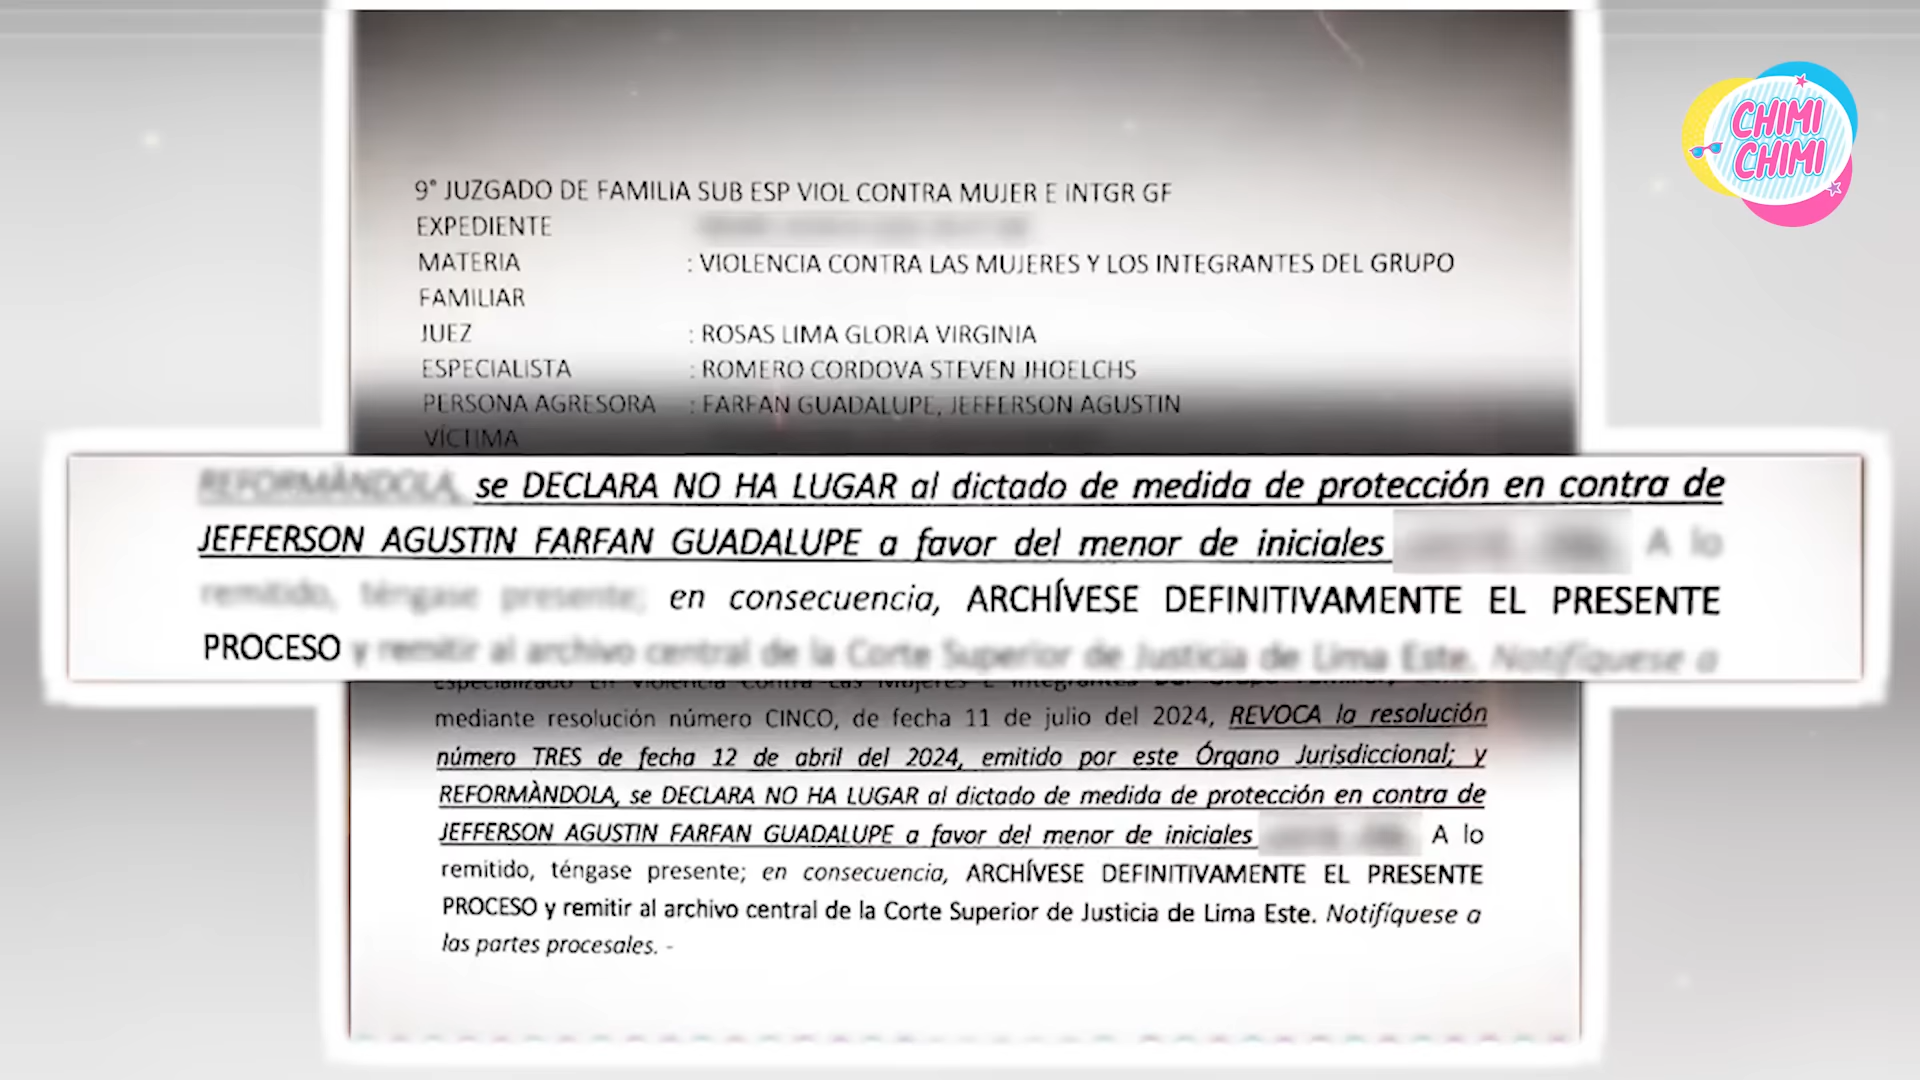 CHIMI
CHIMI
9° JUZGADO DE FAMILIA SUB ESP VIOL CONTRA MUJER E INTGR GF
EXPEDIENTE
MATERIA : VIOLENCIA CONTRA LAS MUJERES Y LOS INTEGRANTES DEL GRUPO
FAMILIAR
JUEZ : ROSAS LIMA GLORIA VIRGINIA
ESPECIALISTA : ROMERO CORDOVA STEVEN JHOELCHS
PERSONA AGRESORA : FARFAN GUADALUPE, JEFFERSON AGUSTIN
VÍCTIMA
REFORMÀNDOLA, se DECLARA NO HA LUGAR al dictado de medida de protección en contra de
JEFFERSON AGUSTIN FARFAN GUADALUPE a favor del menor de iniciales A lo
remitido, téngase presente; en consecuencia, ARCHÍVESE DEFINITIVAMENTE EL PRESENTE
PROCESO y remitir al archivo central de la Corte Superior de Justicia de Lima Este. Notifíquese a
mediante resolución número CINCO, de fecha 11 de julio del 2024, REVOCA la resolución
número TRES de fecha 12 de abril del 2024, emitido por este Órgano Jurisdiccional; y
REFORMÀNDOLA, se DECLARA NO HA LUGAR al dictado de medida de protección en contra de
JEFFERSON AGUSTIN FARFAN GUADALUPE a favor del menor de iniciales A lo
remitido, téngase presente; en consecuencia, ARCHÍVESE DEFINITIVAMENTE EL PRESENTE
PROCESO y remitir al archivo central de la Corte Superior de Justicia de Lima Este. Notifíquese a
las partes procesales. -